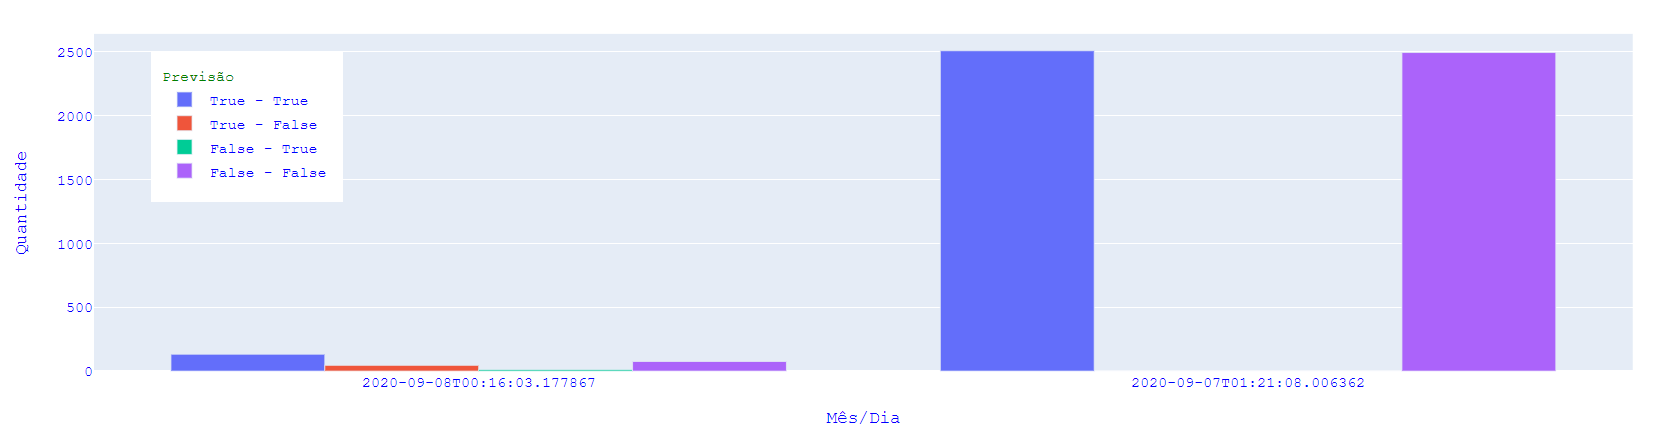 2500
2000
1500
1000
500
0
Quantidade
Previsão
True - True
True - False
False - True
False - False
2020-09-08T00:16:03.177867
2020-09-07T01:21:08.006362
Mês/Dia